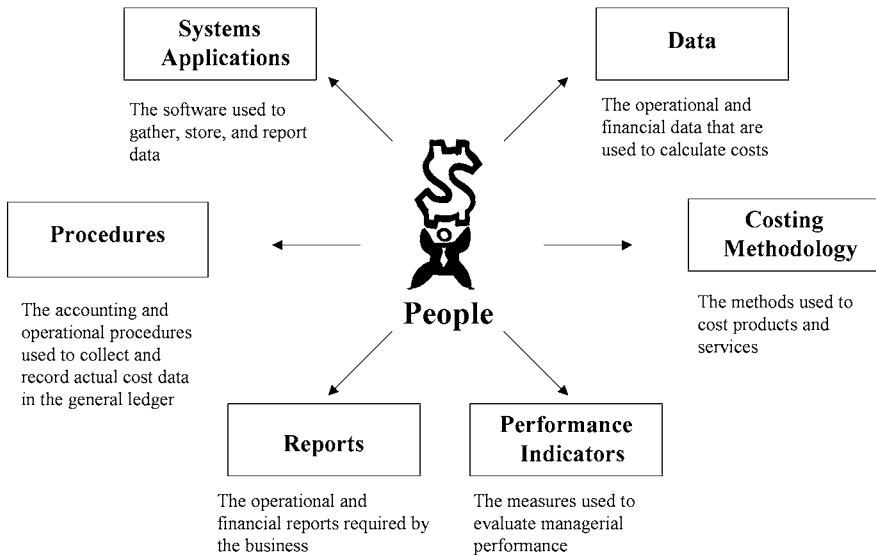 Systems
Applications
The software used to
gather, store, and report
data
Data
The operational and
financial data that are
used to calculate costs
Procedures
The accounting and
operational procedures
used to collect and
record actual cost data
in the general ledger
People
Costing
Methodology
The methods used to
cost products and
services
Reports
The operational and
financial reports required by
the business
Performance
Indicators
The measures used to
evaluate managerial
performance